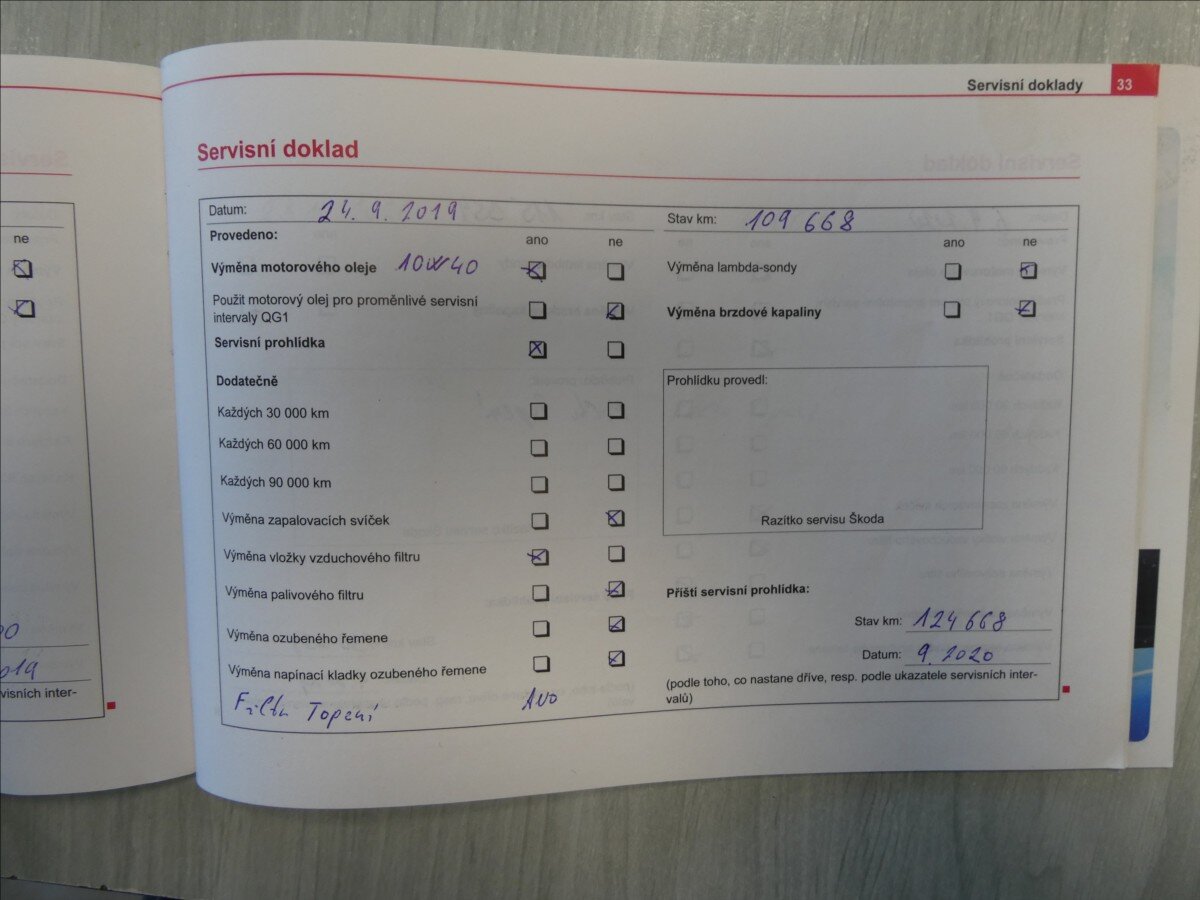 Servisní doklady 33
Servisní doklad
Datum: 24. 9. 2019
Stav km: 109 668
Provedeno:
ano ne
ano ne
Výměna motorového oleje 10W40
Výměna lambda-sondy
Použit motorový olej pro proměnlivé servisní
intervaly QG1
Výměna brzdové kapaliny
Servisní prohlídka
Dodatečně
Každých 30 000 km
Každých 60 000 km
Každých 90 000 km
Výměna zapalovacích svíček
Výměna vložky vzduchového filtru
Výměna palivového filtru
Výměna ozubeného řemene
Výměna napínací kladky ozubeného řemene
Filtr Topení ANO
Prohlídku provedl:
Razítko servisu Škoda
Příští servisní prohlídka:
Stav km: 124 668
Datum: 9. 2020
(podle toho, co nastane dříve, resp. podle ukazatele servisních inter-
valů)
ne